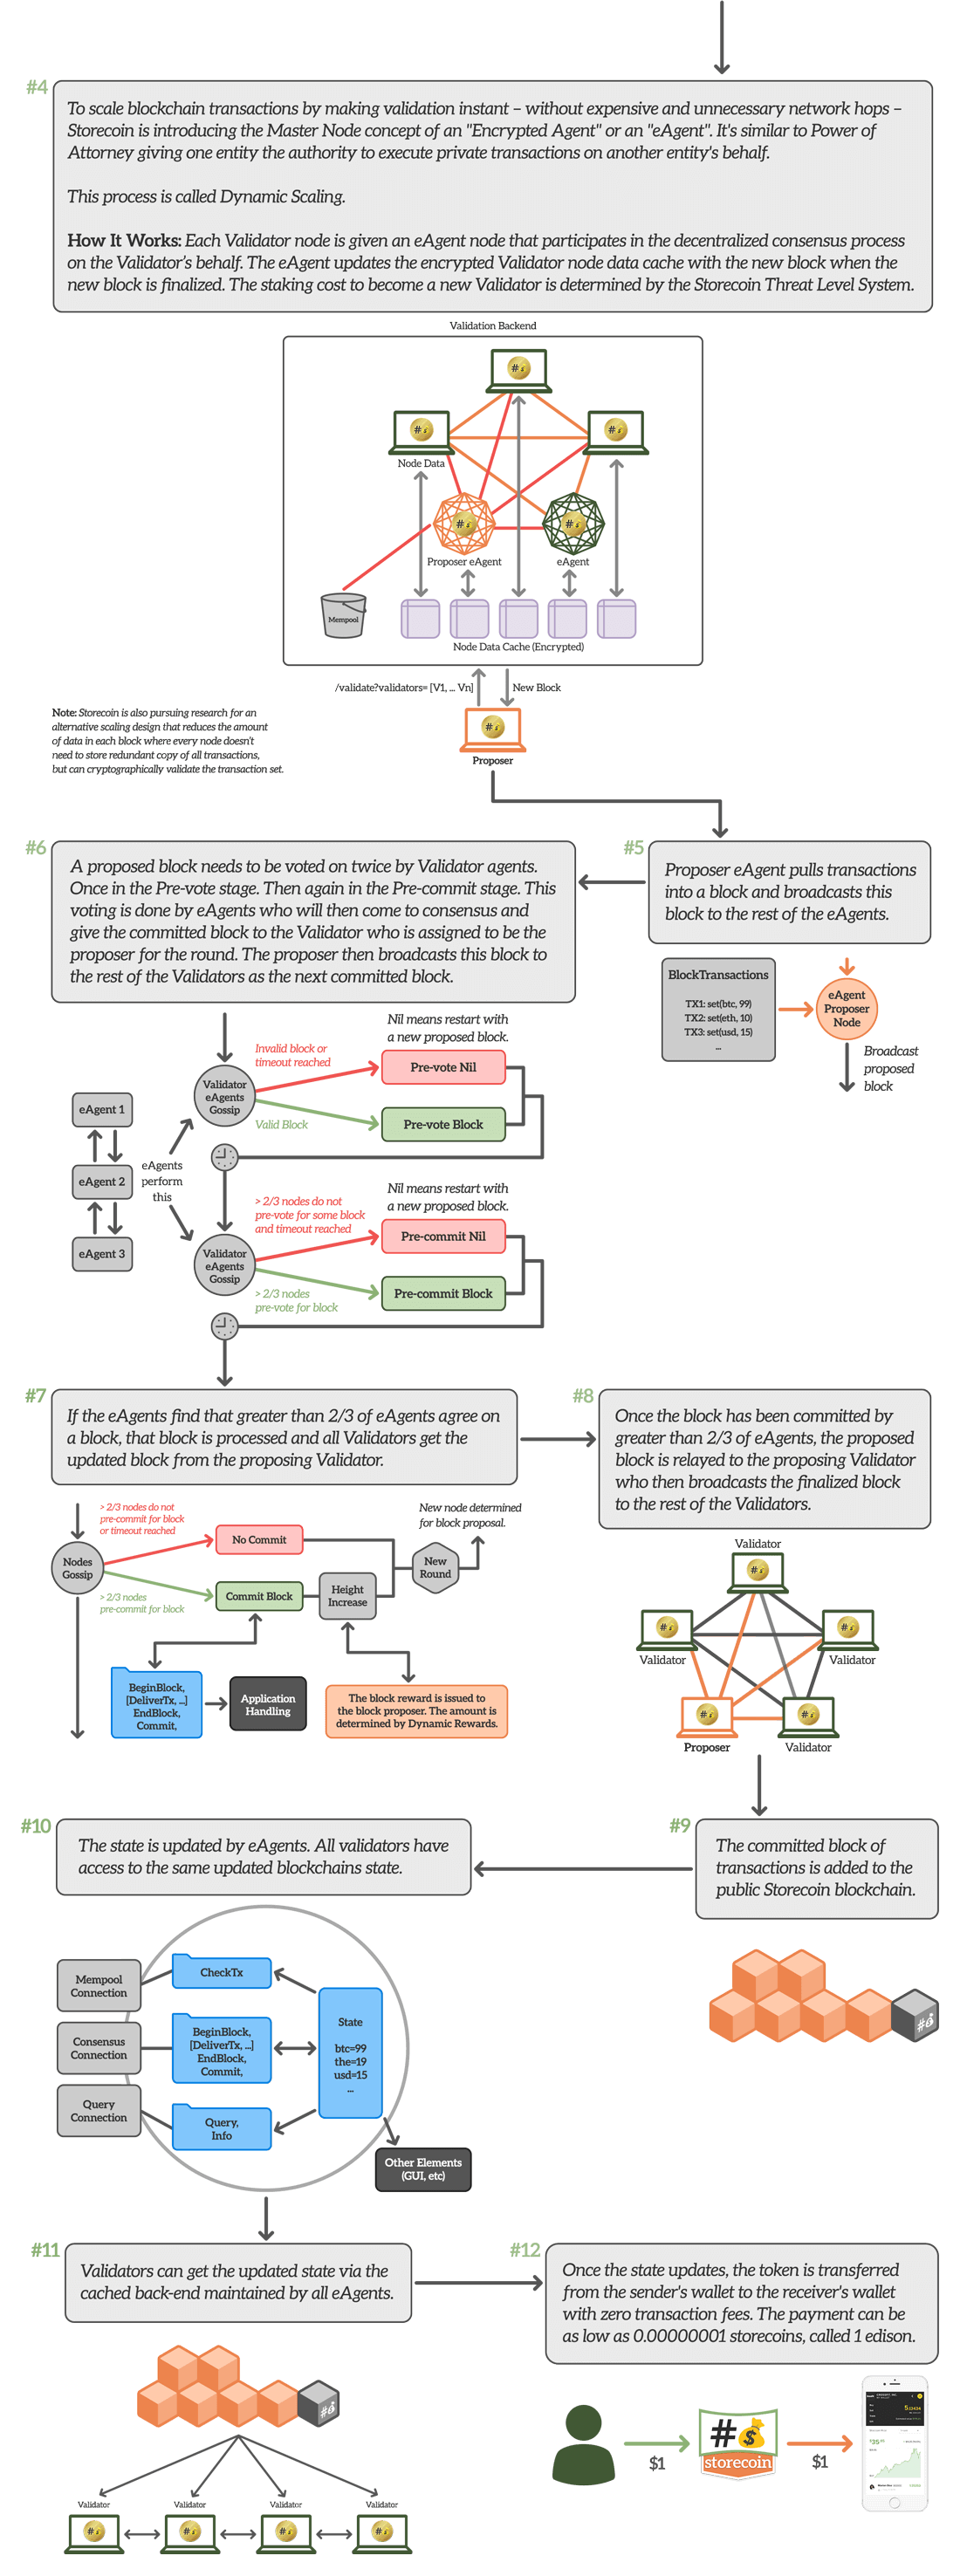 #4
To scale blockchain transactions by making validation instant – without expensive and unnecessary network hops –
Storecoin is introducing the Master Node concept of an "Encrypted Agent" or an "eAgent". It's similar to Power of
Attorney giving one entity the authority to execute private transactions on another entity's behalf.
This process is called Dynamic Scaling.
How It Works: Each Validator node is given an eAgent node that participates in the decentralized consensus process
on the Validator's behalf. The eAgent updates the encrypted Validator node data cache with the new block when the
new block is finalized. The staking cost to become a new Validator is determined by the Storecoin Threat Level System.
Validation Backend
Node Data
Proposer eAgent
eAgent
Mempool
Node Data Cache (Encrypted)
/validate?validators= [V1, ... Vn]
New Block
Proposer
Note: Storecoin is also pursuing research for an
alternative scaling design that reduces the amount
of data in each block where every node doesn't
need to store redundant copy of all transactions,
but can cryptographically validate the transaction set.
#5
Proposer eAgent pulls transactions
into a block and broadcasts this
block to the rest of the eAgents.
BlockTransactions
TX1: set(btc, 99)
TX2: set(eth, 10)
TX3: set(usd, 15)
...
eAgent
Proposer
Node
Broadcast
proposed
block
#6
A proposed block needs to be voted on twice by Validator agents.
Once in the Pre-vote stage. Then again in the Pre-commit stage. This
voting is done by eAgents who will then come to consensus and
give the committed block to the Validator who is assigned to be the
proposer for the round. The proposer then broadcasts this block to
the rest of the Validators as the next committed block.
Nil means restart with
a new proposed block.
Invalid block or
timeout reached
Pre-vote Nil
Validator
eAgents
Gossip
Valid Block
Pre-vote Block
eAgent 1
eAgent 2
eAgent 3
eAgents
perform
this
Nil means restart with
a new proposed block.
> 2/3 nodes do not
pre-vote for some block
and timeout reached
Pre-commit Nil
Validator
eAgents
Gossip
> 2/3 nodes
pre-vote for block
Pre-commit Block
#7
If the eAgents find that greater than 2/3 of eAgents agree on
a block, that block is processed and all Validators get the
updated block from the proposing Validator.
> 2/3 nodes do not
pre-commit for block
or timeout reached
No Commit
New node determined
for block proposal.
Nodes
Gossip
> 2/3 nodes
pre-commit for block
Commit Block
Height
Increase
New
Round
BeginBlock,
[DeliverTx, ...]
EndBlock,
Commit,
Application
Handling
The block reward is issued to
the block proposer. The amount is
determined by Dynamic Rewards.
#8
Once the block has been committed by
greater than 2/3 of eAgents, the proposed
block is relayed to the proposing Validator
who then broadcasts the finalized block
to the rest of the Validators.
Validator
Validator
Validator
Proposer
Validator
#9
The committed block of
transactions is added to the
public Storecoin blockchain.
#10
The state is updated by eAgents. All validators have
access to the same updated blockchains state.
Mempool
Connection
CheckTx
Consensus
Connection
BeginBlock,
[DeliverTx, ...]
EndBlock,
Commit,
State
btc=99
the=19
usd=15
...
Query
Connection
Query,
Info
Other Elements
(GUI, etc)
#11
Validators can get the updated state via the
cached back-end maintained by all eAgents.
Validator
Validator
Validator
Validator
#12
Once the state updates, the token is transferred
from the sender's wallet to the receiver's wallet
with zero transaction fees. The payment can be
as low as 0.00000001 storecoins, called 1 edison.
$1
#
storecoin
$1